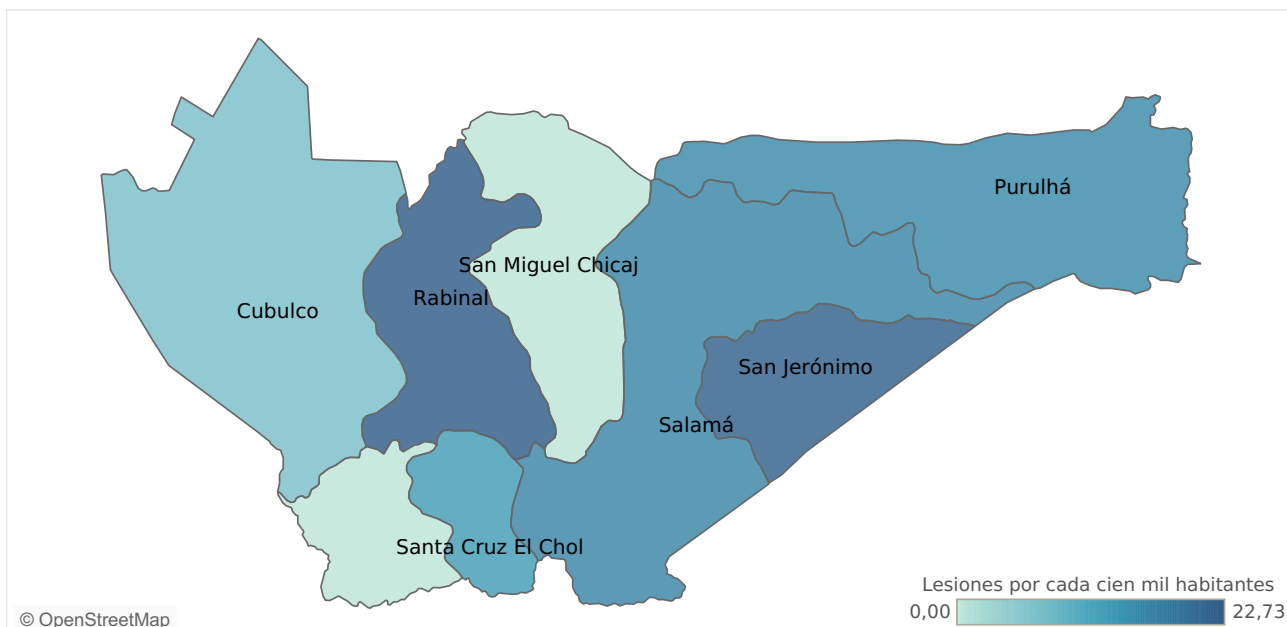 Purulhá
San Miguel Chicaj
Rabinal
Cubulco
San Jerónimo
Salamá
Santa Cruz El Chol
Lesiones por cada cien mil habitantes
0,00 22,73
© OpenStreetMap